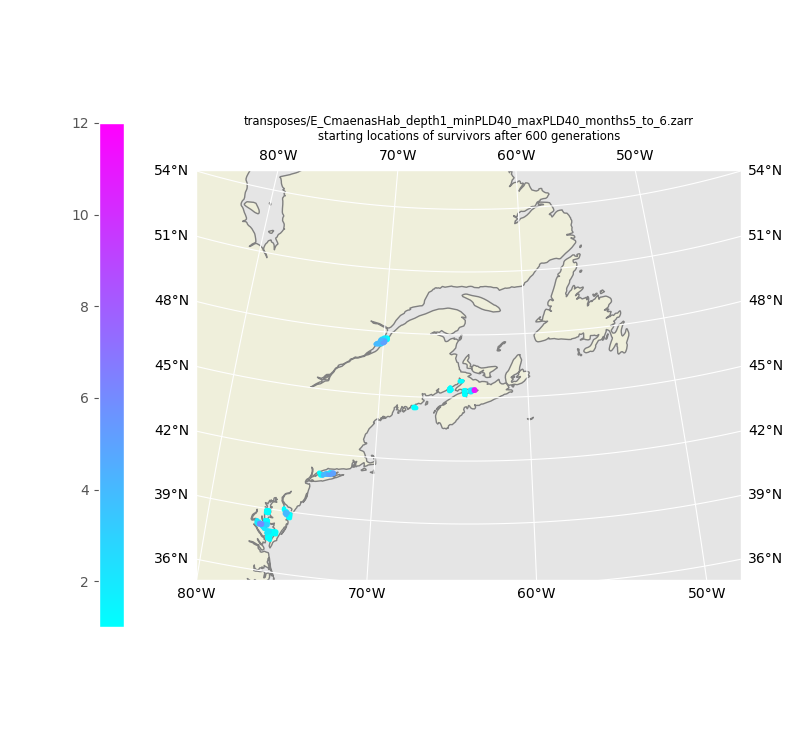 transposes/E_CmaenasHab_depth1_minPLD40_maxPLD40_months5_to_6.zarr
starting locations of survivors after 600 generations
80°W 70°W 60°W 50°W
54°N 54°N
51°N 51°N
48°N 48°N
45°N 45°N
42°N 42°N
39°N 39°N
36°N 36°N
80°W 70°W 60°W 50°W
12
10
8
6
4
2